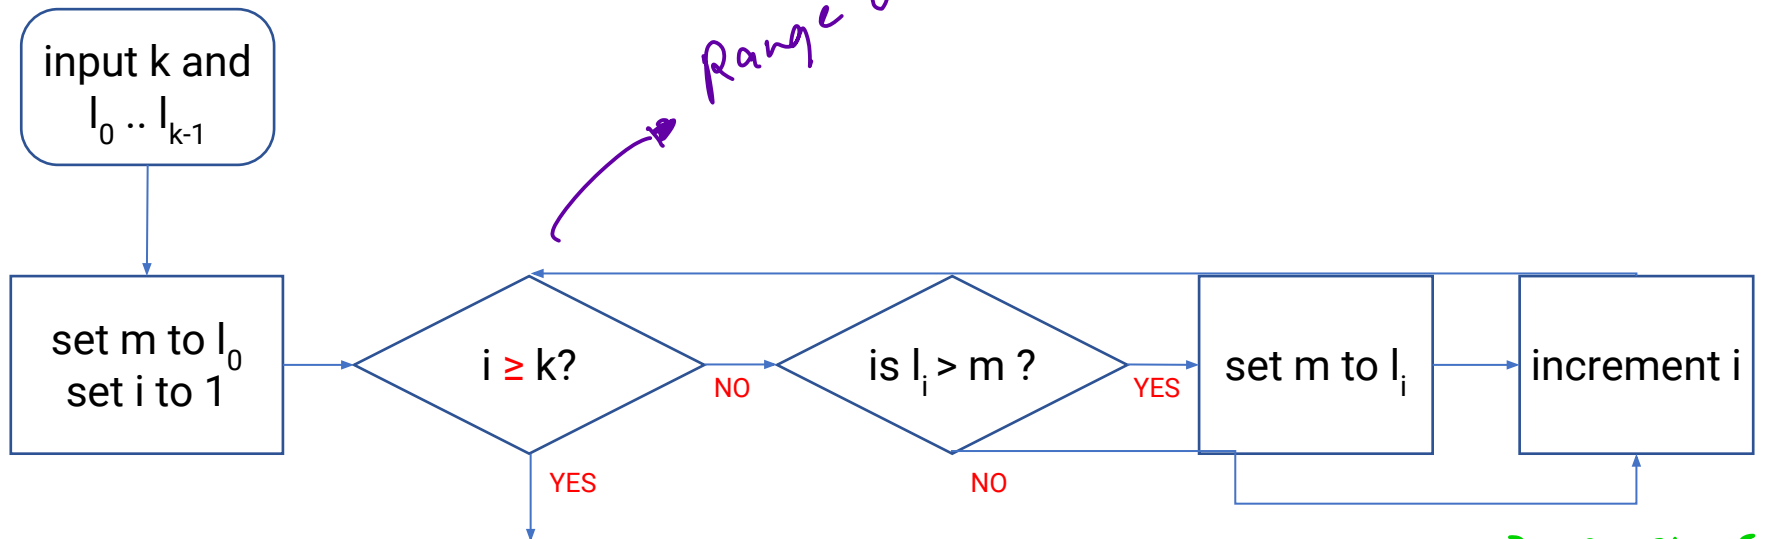 Range
input k and
l0 .. lk-1
set m to l0
set i to 1
i ≥ k?
NO
is li > m ?
YES
set m to li
increment i
YES
NO